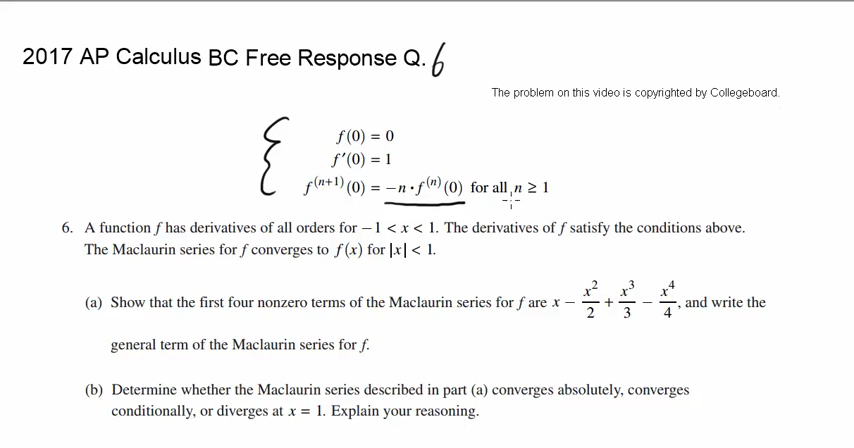 2017 AP Calculus BC Free Response Q. 6
The problem on this video is copyrighted by Collegeboard.
{ f(0) = 0
f′(0) = 1
f^(n+1)(0) = −n · f^(n)(0) for all n ≥ 1
6. A function f has derivatives of all orders for −1 < x < 1. The derivatives of f satisfy the conditions above.
The Maclaurin series for f converges to f(x) for |x| < 1.
(a) Show that the first four nonzero terms of the Maclaurin series for f are x − x²/2 + x³/3 − x⁴/4, and write the
general term of the Maclaurin series for f.
(b) Determine whether the Maclaurin series described in part (a) converges absolutely, converges
conditionally, or diverges at x = 1. Explain your reasoning.